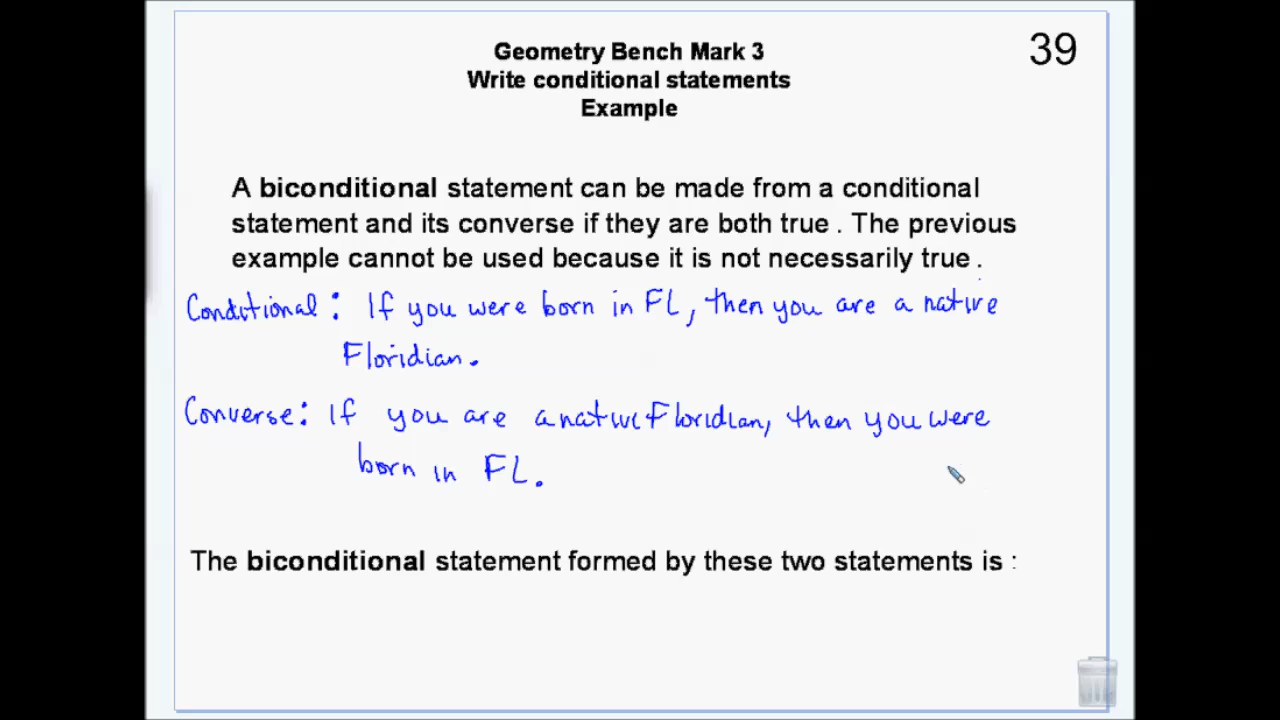 39
Geometry Bench Mark 3
Write conditional statements
Example
A biconditional statement can be made from a conditional
statement and its converse if they are both true . The previous
example cannot be used because it is not necessarily true .
Conditional : If you were born in FL, then you are a native
Floridian.
Converse : If you are a native Floridian, then you were
born in FL.
The biconditional statement formed by these two statements is :